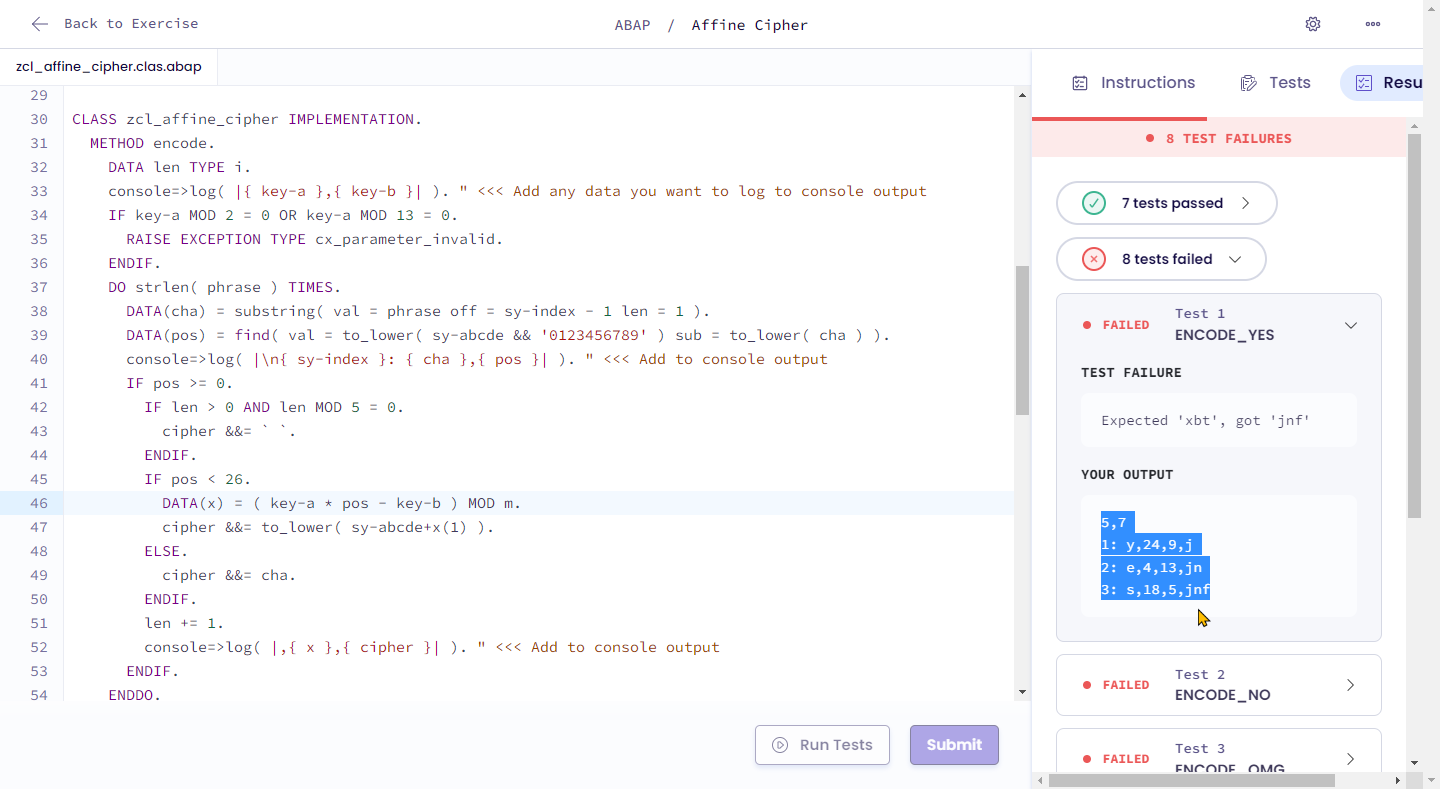 Back to Exercise
ABAP / Affine Cipher
zcl_affine_cipher.clas.abap
29
30 CLASS zcl_affine_cipher IMPLEMENTATION.
31 METHOD encode.
32 DATA len TYPE i.
33 console=>log( |{ key-a },{ key-b }| ). " <<< Add any data you want to log to console output
34 IF key-a MOD 2 = 0 OR key-a MOD 13 = 0.
35 RAISE EXCEPTION TYPE cx_parameter_invalid.
36 ENDIF.
37 DO strlen( phrase ) TIMES.
38 DATA(cha) = substring( val = phrase off = sy-index - 1 len = 1 ).
39 DATA(pos) = find( val = to_lower( sy-abcde && '0123456789' ) sub = to_lower( cha ) ).
40 console=>log( |\n{ sy-index }: { cha },{ pos }| ). " <<< Add to console output
41 IF pos >= 0.
42 IF len > 0 AND len MOD 5 = 0.
43 cipher &&= ` `.
44 ENDIF.
45 IF pos < 26.
46 DATA(x) = ( key-a * pos - key-b ) MOD m.
47 cipher &&= to_lower( sy-abcde+x(1) ).
48 ELSE.
49 cipher &&= cha.
50 ENDIF.
51 len += 1.
52 console=>log( |,{ x },{ cipher }| ). " <<< Add to console output
53 ENDIF.
54 ENDDO.
Run Tests
Submit
Instructions
Tests
Resu
8 TEST FAILURES
7 tests passed
8 tests failed
FAILED
Test 1
ENCODE_YES
TEST FAILURE
Expected 'xbt', got 'jnf'
YOUR OUTPUT
5,7
1: y,24,9,j
2: e,4,13,jn
3: s,18,5,jnf
FAILED
Test 2
ENCODE_NO
FAILED
Test 3
ENCODE_OMG